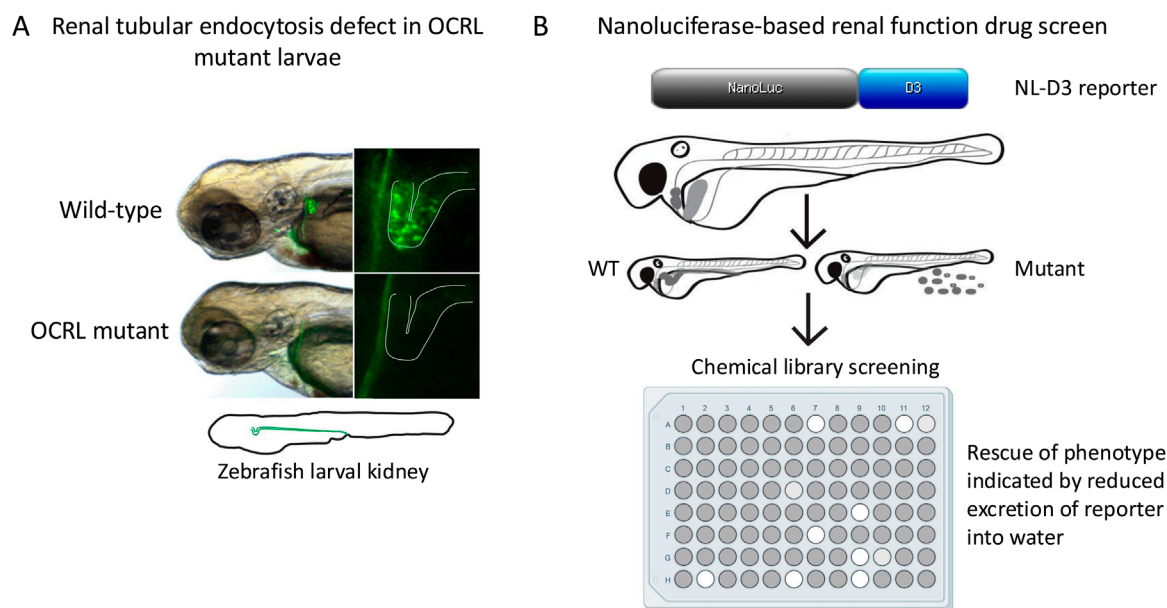 A
Renal tubular endocytosis defect in OCRL
mutant larvae
Wild-type
OCRL mutant
Zebrafish larval kidney
B
Nanoluciferase-based renal function drug screen
NanoLuc
D3
NL-D3 reporter
WT
Mutant
Chemical library screening
1 2 3 4 5 6 7 8 9 10 11 12
A
B
C
D
E
F
G
H
Rescue of phenotype
indicated by reduced
excretion of reporter
into water